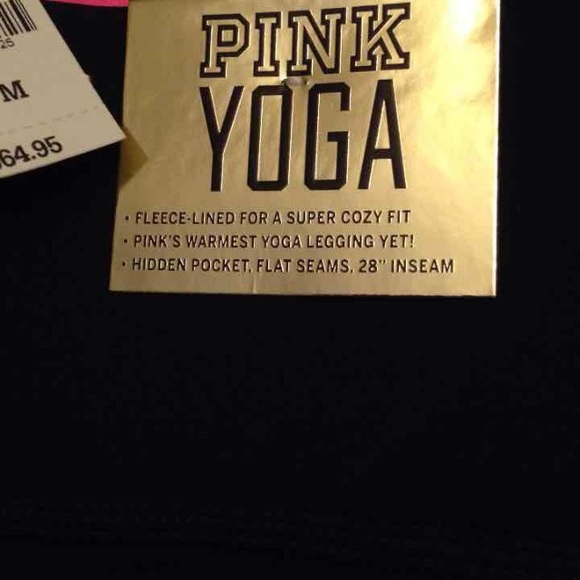 25
M
64.95
PINK
YOGA
• FLEECE-LINED FOR A SUPER COZY FIT
• PINK'S WARMEST YOGA LEGGING YET!
• HIDDEN POCKET, FLAT SEAMS, 28" INSEAM